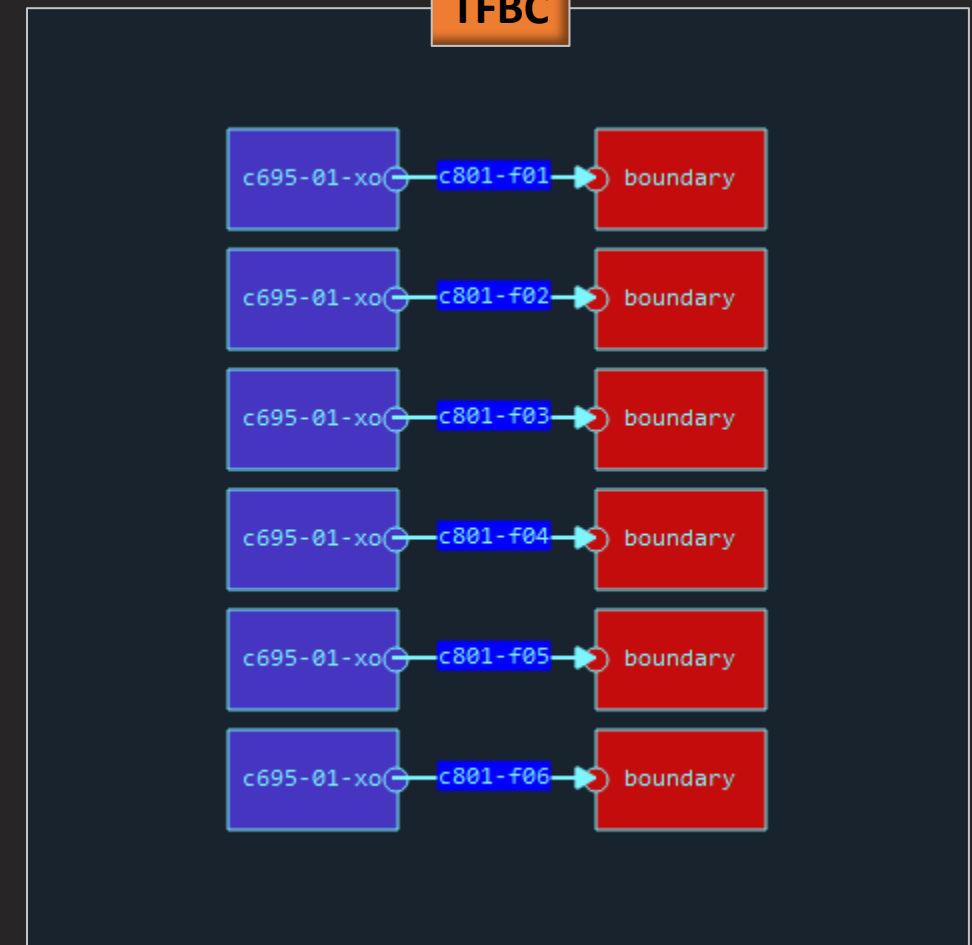 TFBC
c695-01-xo c801-f01 boundary
c695-01-xo c801-f02 boundary
c695-01-xo c801-f03 boundary
c695-01-xo c801-f04 boundary
c695-01-xo c801-f05 boundary
c695-01-xo c801-f06 boundary